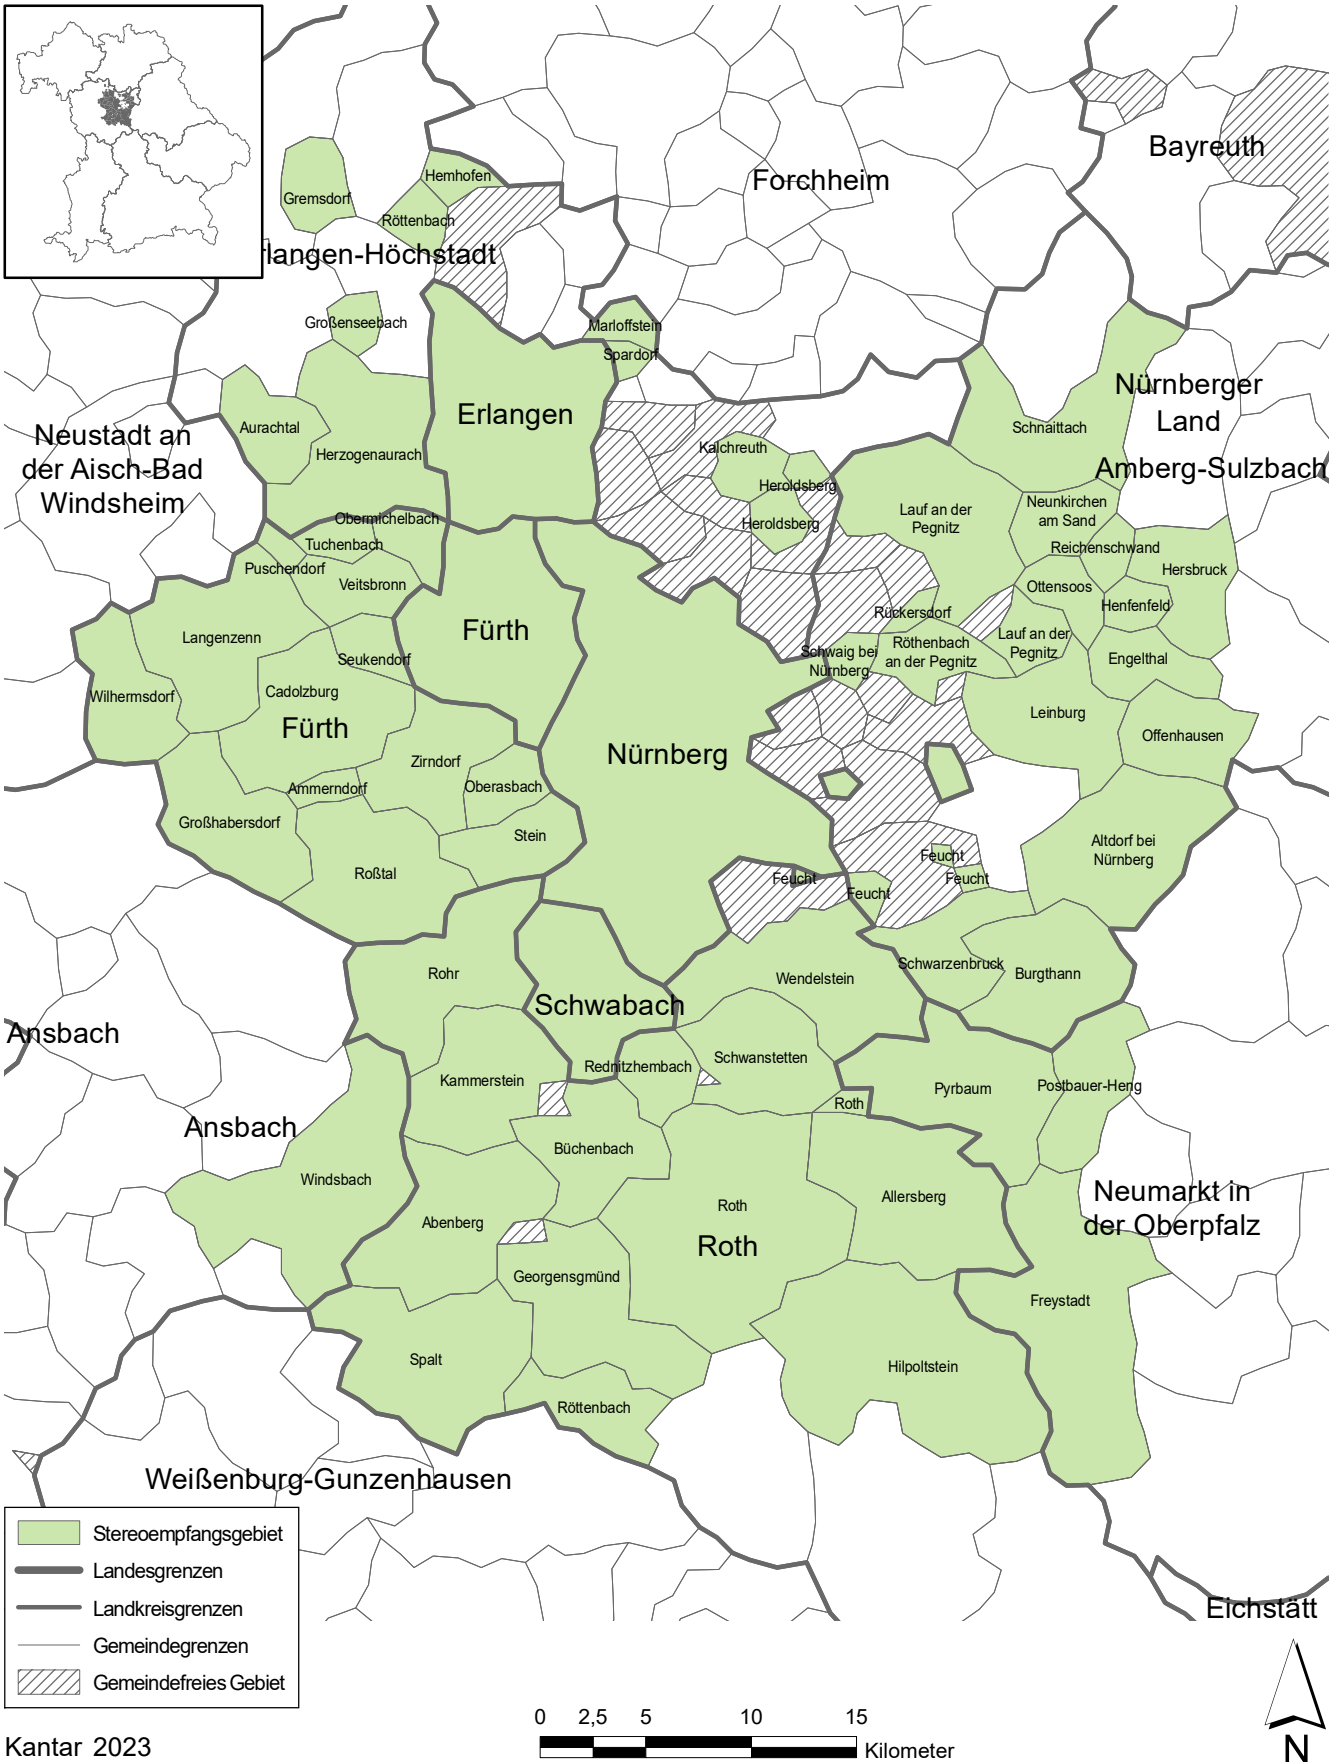 Bayreuth
Hemhofen
Forchheim
Gremsdorf
Röttenbach
rlangen-Höchstadt
Großenseebach
Marloffstein
Spardorf
Nürnberger
Land
Erlangen
Aurachtal
Schnaittach
Neustadt an
der Aisch-Bad
Windsheim
Herzogenaurach
Kalchreuth
Amberg-Sulzbach
Heroldsberg
Heroldsberg
Lauf an der
Pegnitz
Neunkirchen
am Sand
Obermichelbach
Tuchenbach
Reichenschwand
Puschendorf
Veitsbronn
Hersbruck
Ottensoos
Henfenfeld
Rückersdorf
Langenzenn
Fürth
Seukendorf
Schwaig bei
Nürnberg
Röthenbach
an der Pegnitz
Lauf an der
Pegnitz
Engelthal
Wilhermsdorf
Cadolzburg
Fürth
Leinburg
Offenhausen
Nürnberg
Zirndorf
Ammerndorf
Oberasbach
Großhabersdorf
Stein
Altdorf bei
Nürnberg
Feucht
Roßtal
Feucht
Feucht
Feucht
Rohr
Wendelstein
Schwarzenbruck
Burgthann
Schwabach
Ansbach
Schwanstetten
Rednitzhembach
Kammerstein
Pyrbaum
Postbauer-Heng
Roth
Ansbach
Büchenbach
Windsbach
Allersberg
Neumarkt in
der Oberpfalz
Roth
Abenberg
Roth
Georgensgmünd
Freystadt
Spalt
Hilpoltstein
Röttenbach
Weißenburg-Gunzenhausen
Stereoempfangsgebiet
Landesgrenzen
Landkreisgrenzen
Gemeindegrenzen
Gemeindefreies Gebiet
Eichstätt
0 2,5 5 10 15
Kilometer
N
Kantar 2023